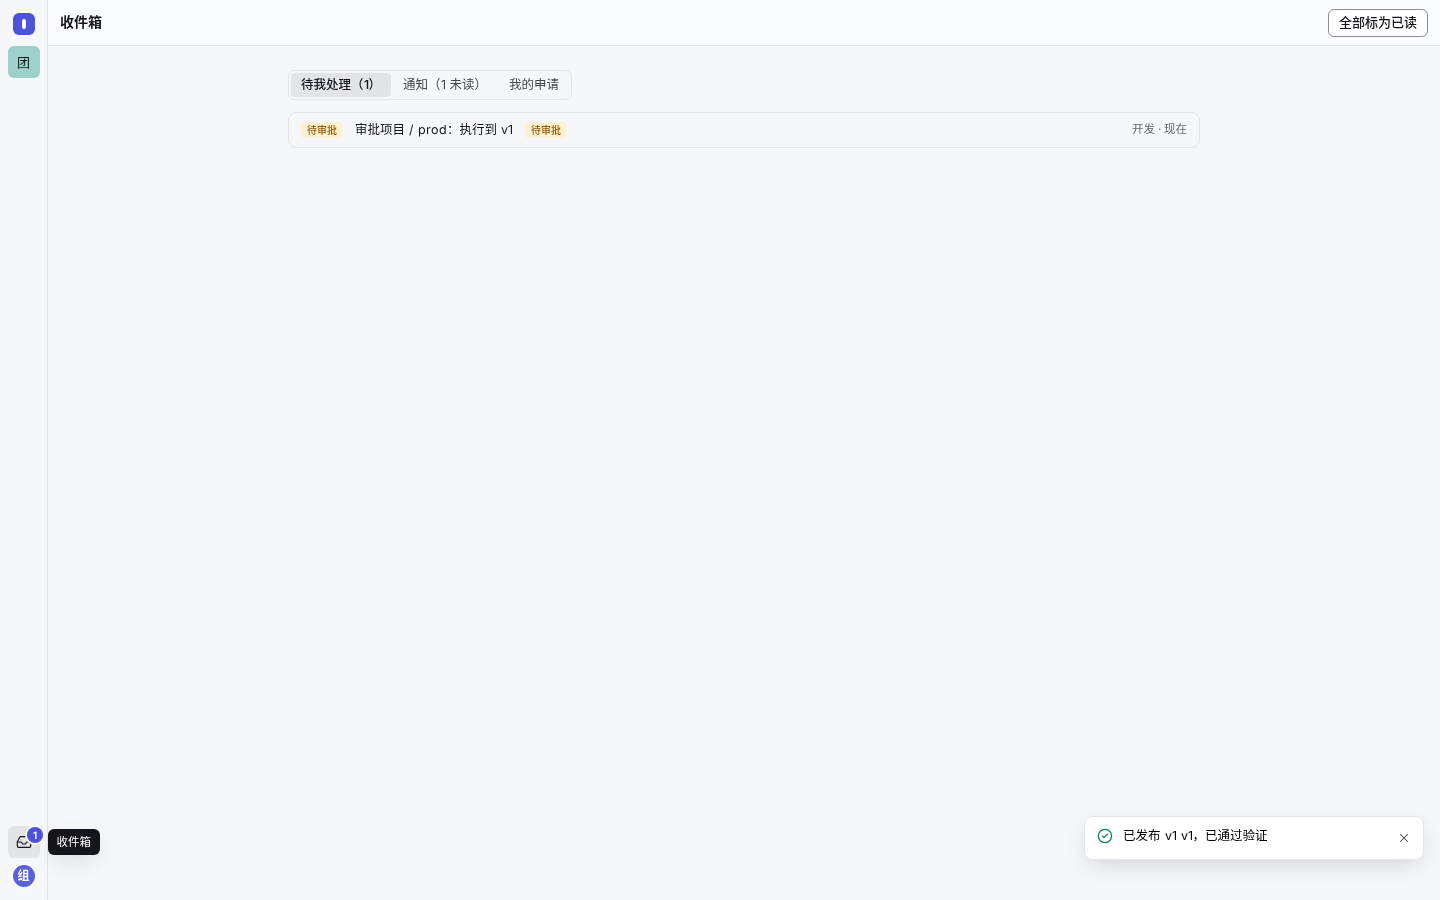 收件箱
全部标为已读
团
待我处理（1） 通知（1 未读） 我的申请
待审批 审批项目 / prod：执行到 v1 待审批 开发 · 现在
已发布 v1 v1，已通过验证
1
收件箱
组